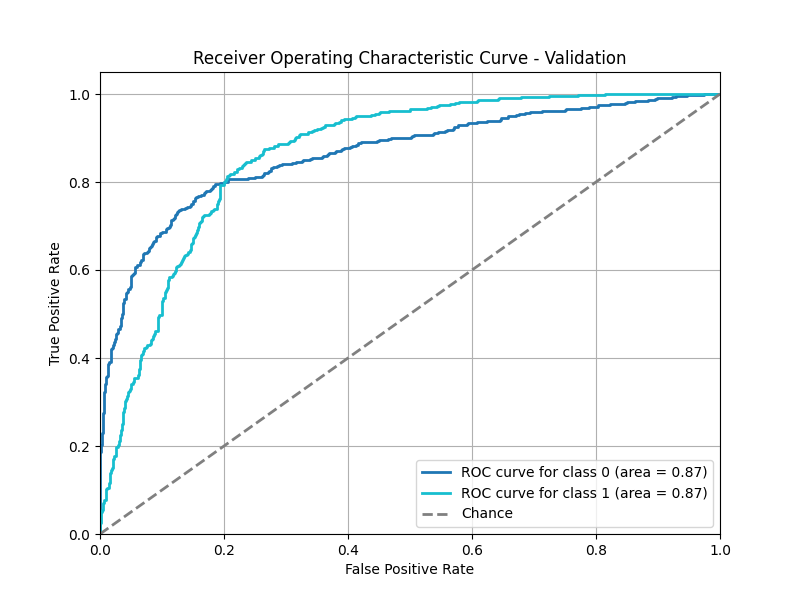 Receiver Operating Characteristic Curve - Validation
1.0
0.8
0.6
0.4
0.2
0.0
True Positive Rate
ROC curve for class 0 (area = 0.87)
ROC curve for class 1 (area = 0.87)
Chance
0.0 0.2 0.4 0.6 0.8 1.0
False Positive Rate